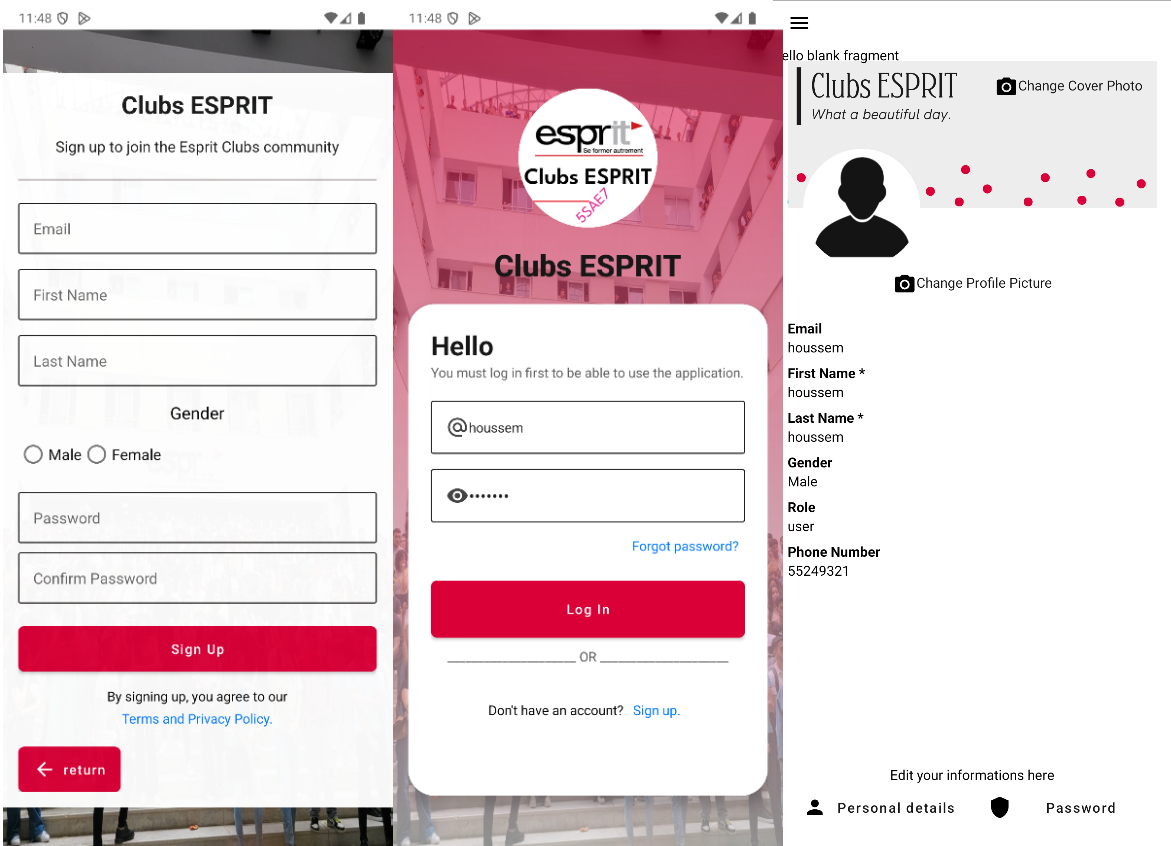 11:48
Clubs ESPRIT
Sign up to join the Esprit Clubs community
Email
First Name
Last Name
Gender
Male Female
Password
Confirm Password
Sign Up
By signing up, you agree to our
Terms and Privacy Policy.
return
11:48
esprit
Se former autrement
Clubs ESPRIT
5SAE7
Clubs ESPRIT
Hello
You must log in first to be able to use the application.
houssem
Forgot password?
Log In
OR
Don't have an account? Sign up.
ello blank fragment
Clubs ESPRIT
Change Cover Photo
What a beautiful day.
Change Profile Picture
Email
houssem
First Name *
houssem
Last Name *
houssem
Gender
Male
Role
user
Phone Number
55249321
Edit your informations here
Personal details Password